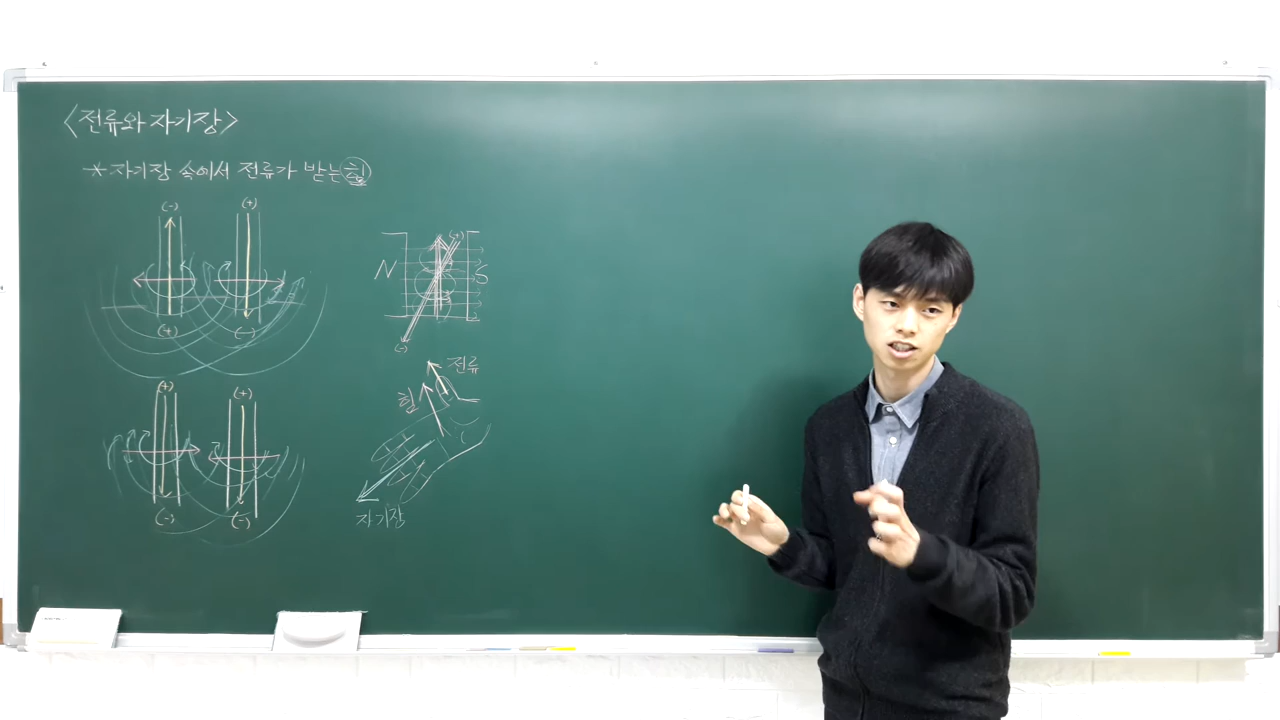 <전류와 자기장>
* 자기장 속에서 전류가 받는 힘
(-) (+)
(+) (-)
(+) (+)
(-) (-)
(+)
N S
(-)
전류
힘
자기장